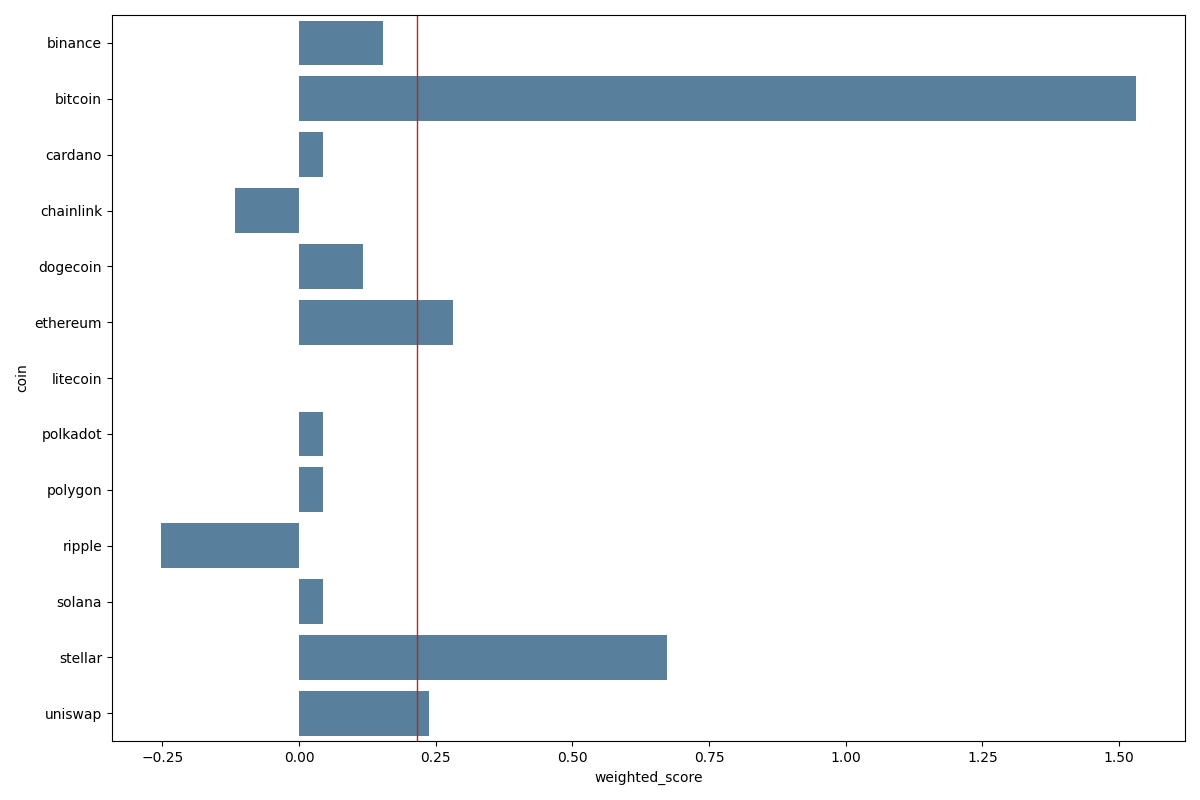 binance
bitcoin
cardano
chainlink
dogecoin
ethereum
litecoin
polkadot
polygon
ripple
solana
stellar
uniswap
coin
−0.25 0.00 0.25 0.50 0.75 1.00 1.25 1.50
weighted_score